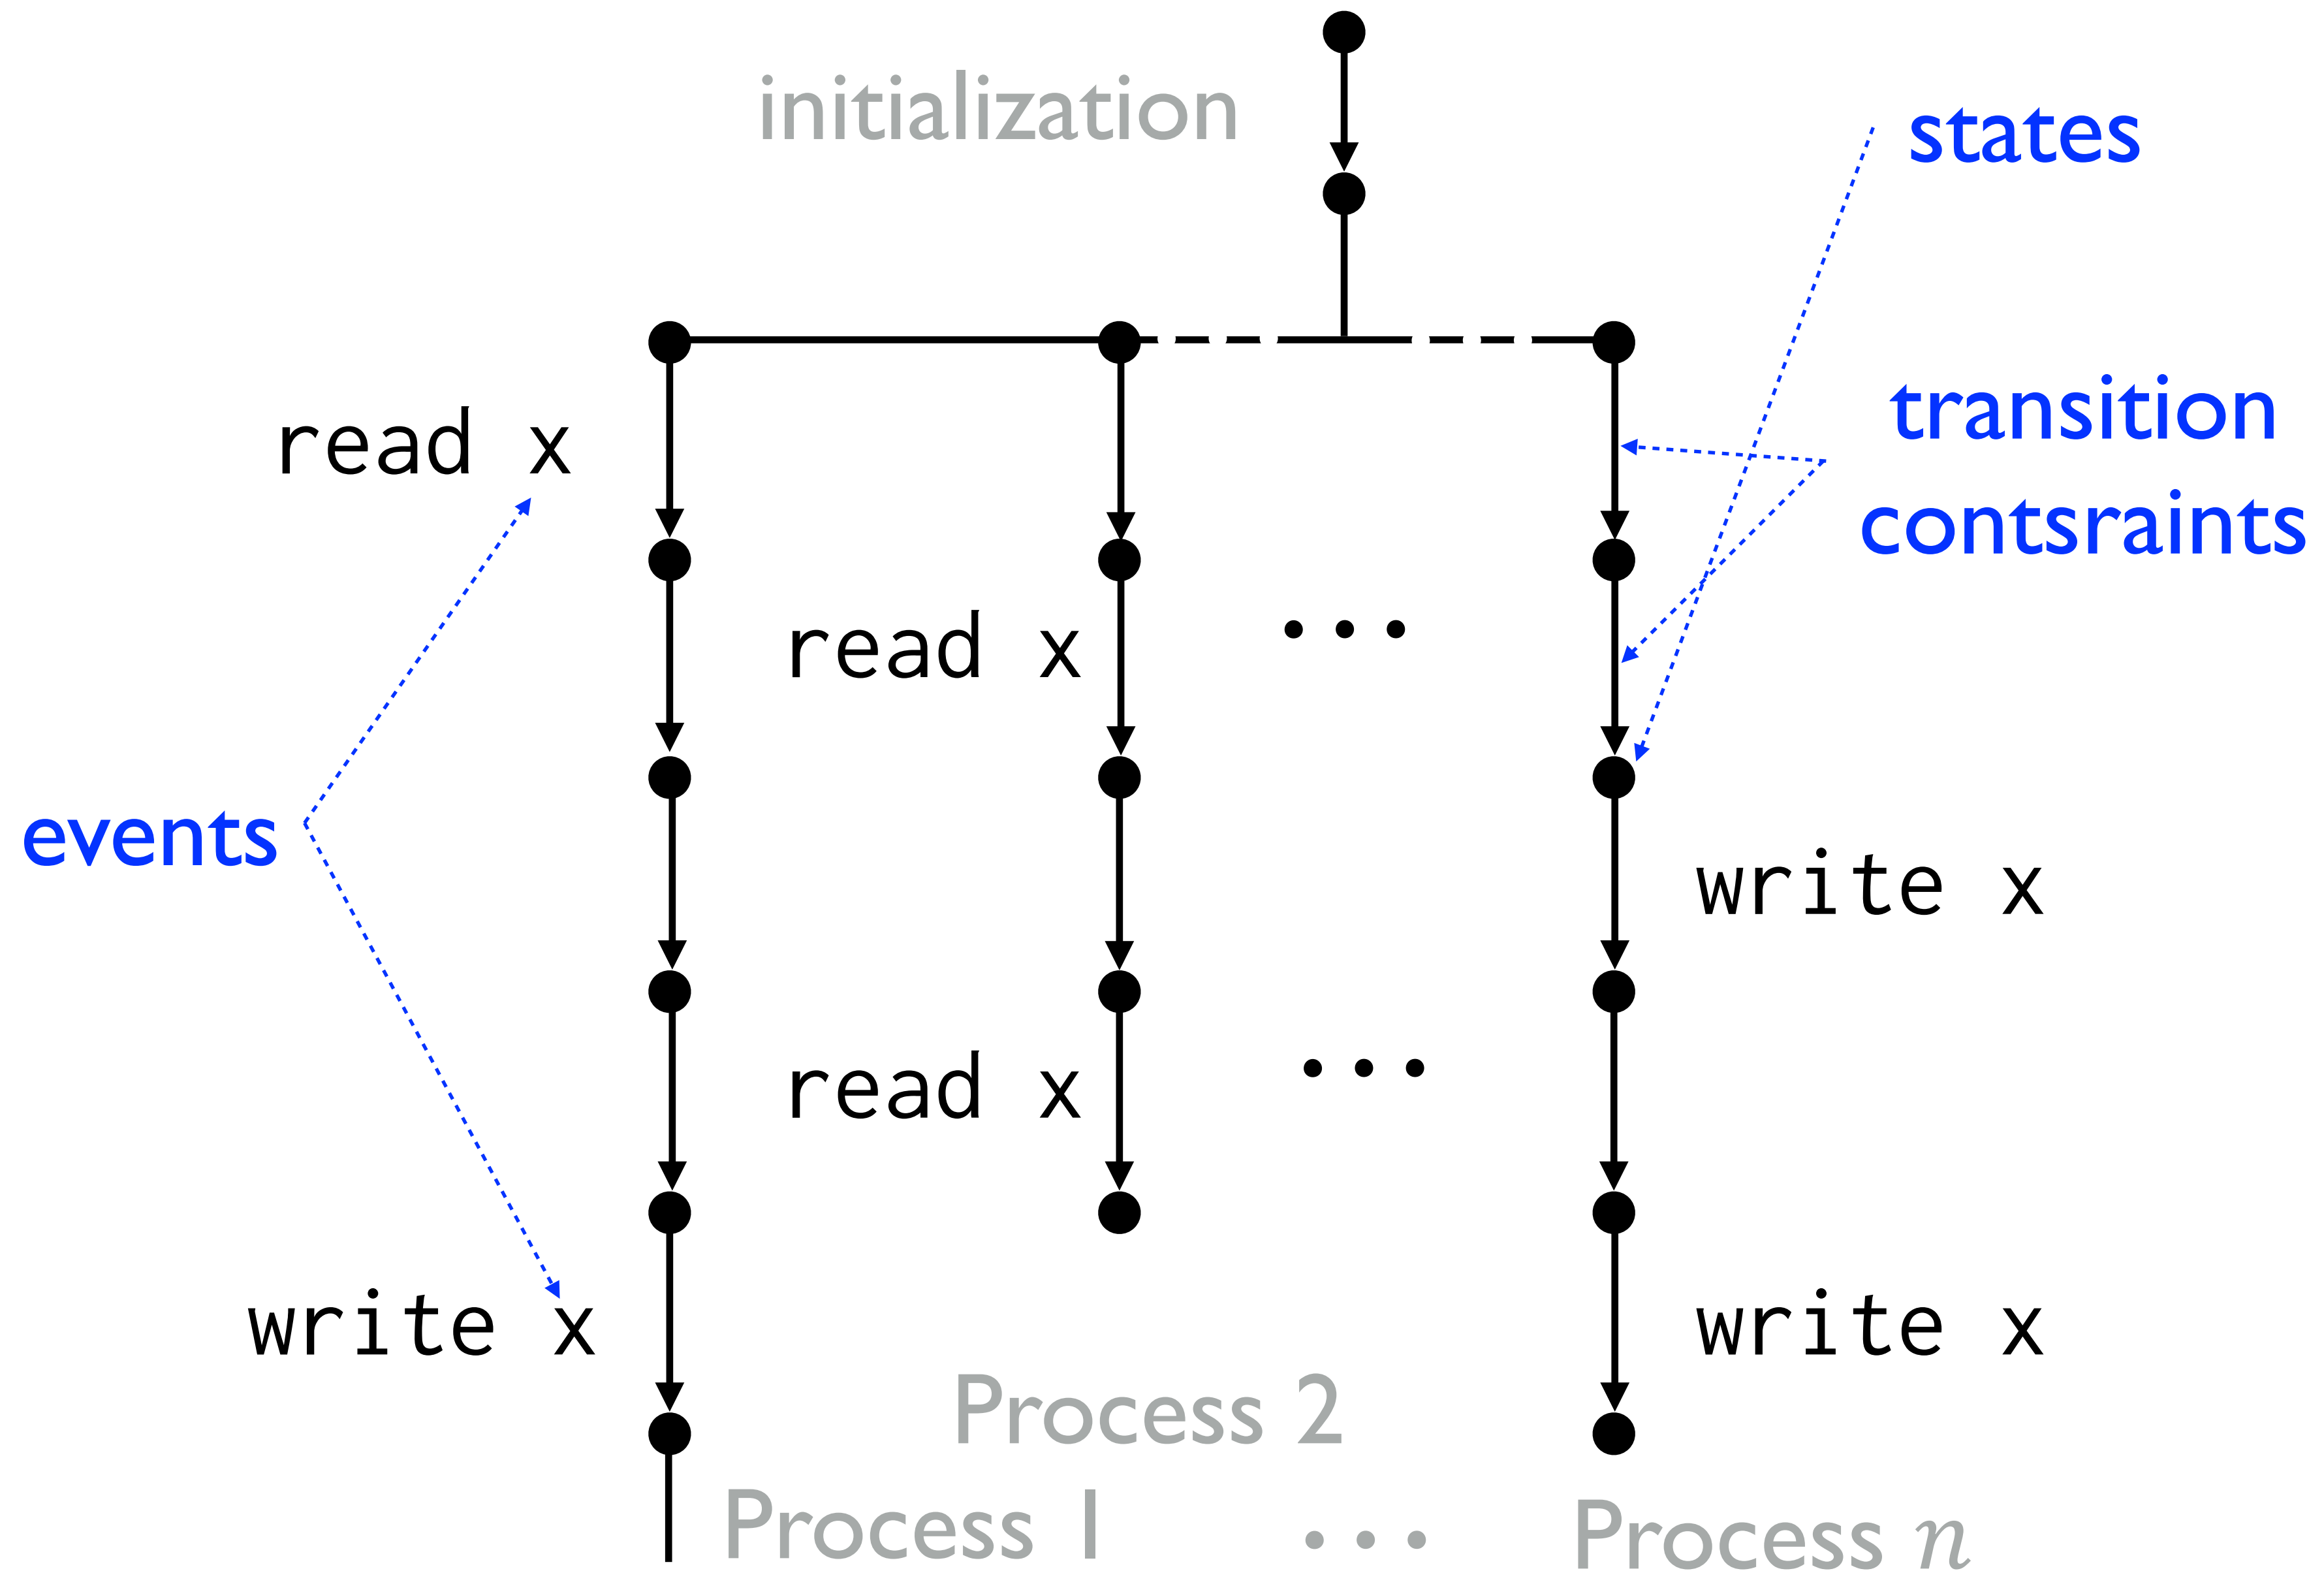 initialization
states
transition
contsraints
read x
read x
• • •
events
write x
read x
• • •
write x
write x
Process 2
Process 1
• • •
Process n